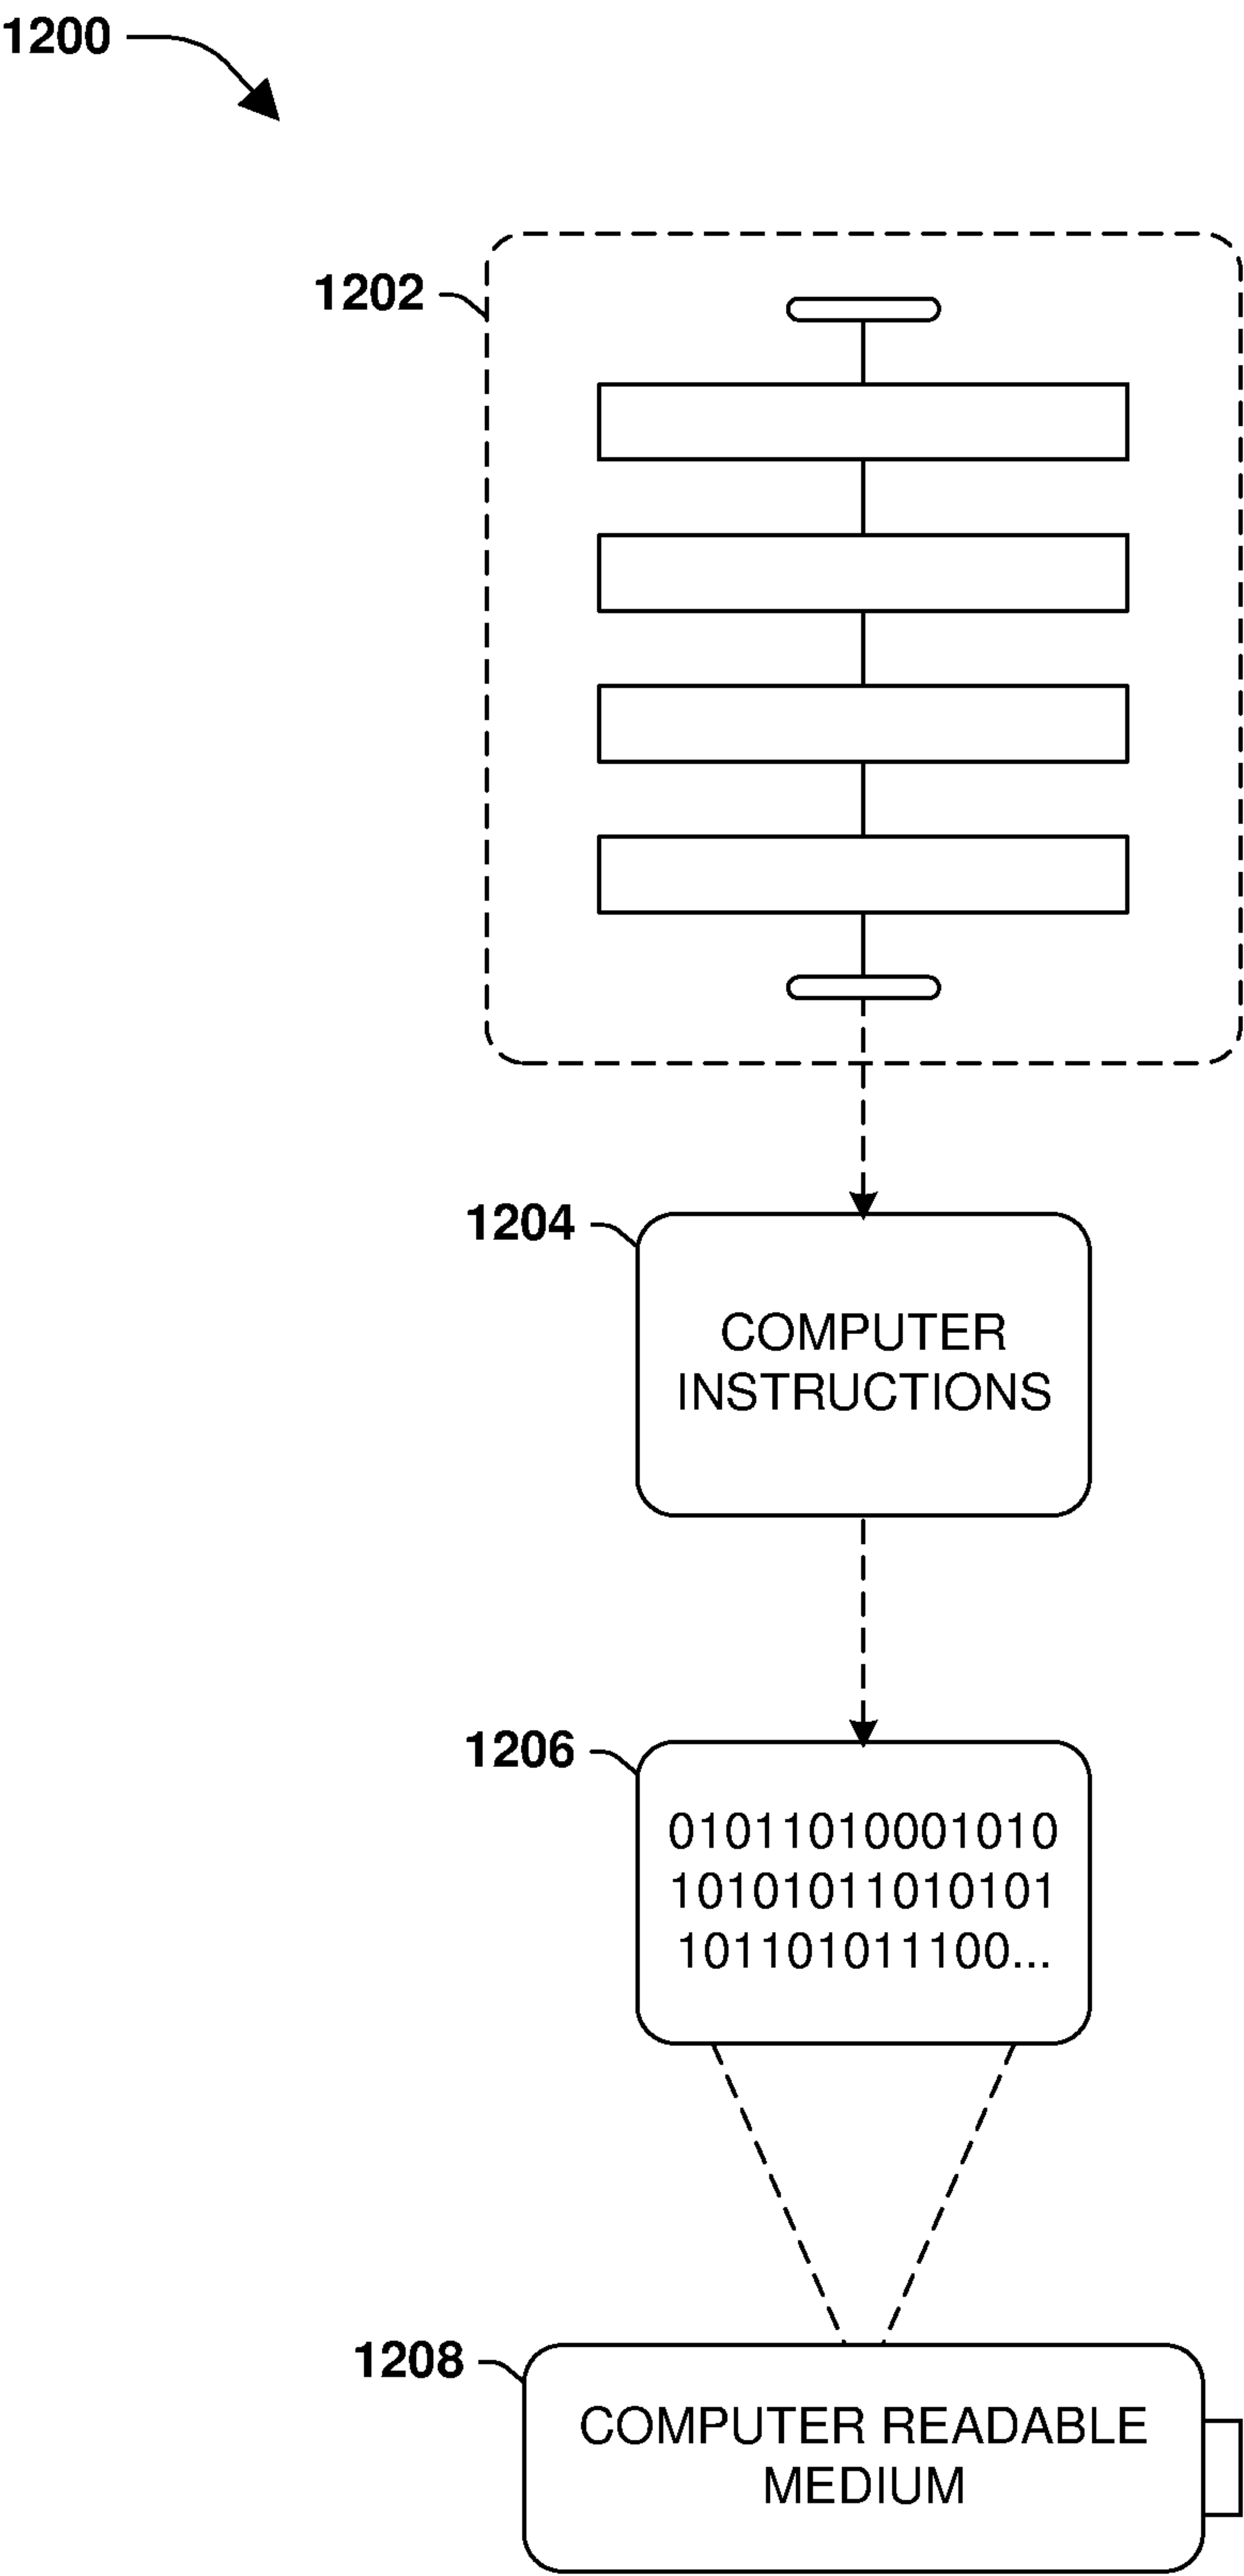 1200
1202
1204
COMPUTER
INSTRUCTIONS
1206
01011010001010
10101011010101
101101011100...
1208
COMPUTER READABLE
MEDIUM